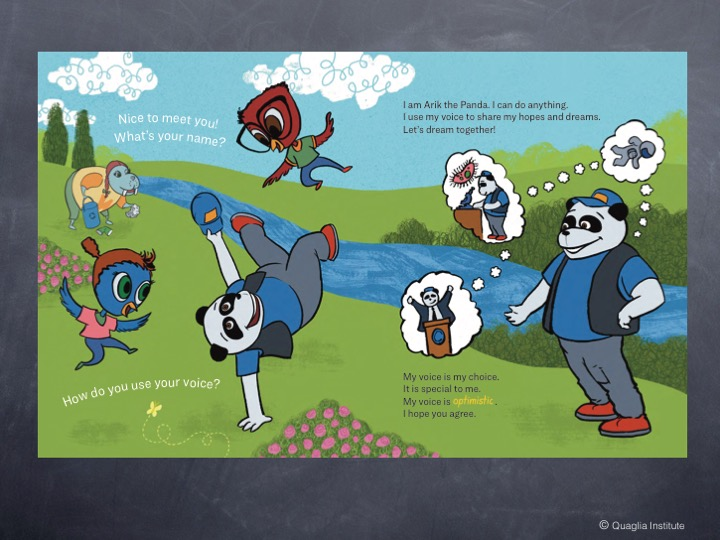 Nice to meet you!
What's your name?
I am Arik the Panda. I can do anything.
I use my voice to share my hopes and dreams.
Let's dream together!
How do you use your voice?
My voice is my choice.
It is special to me.
My voice is optimistic.
I hope you agree.
© Quaglia Institute